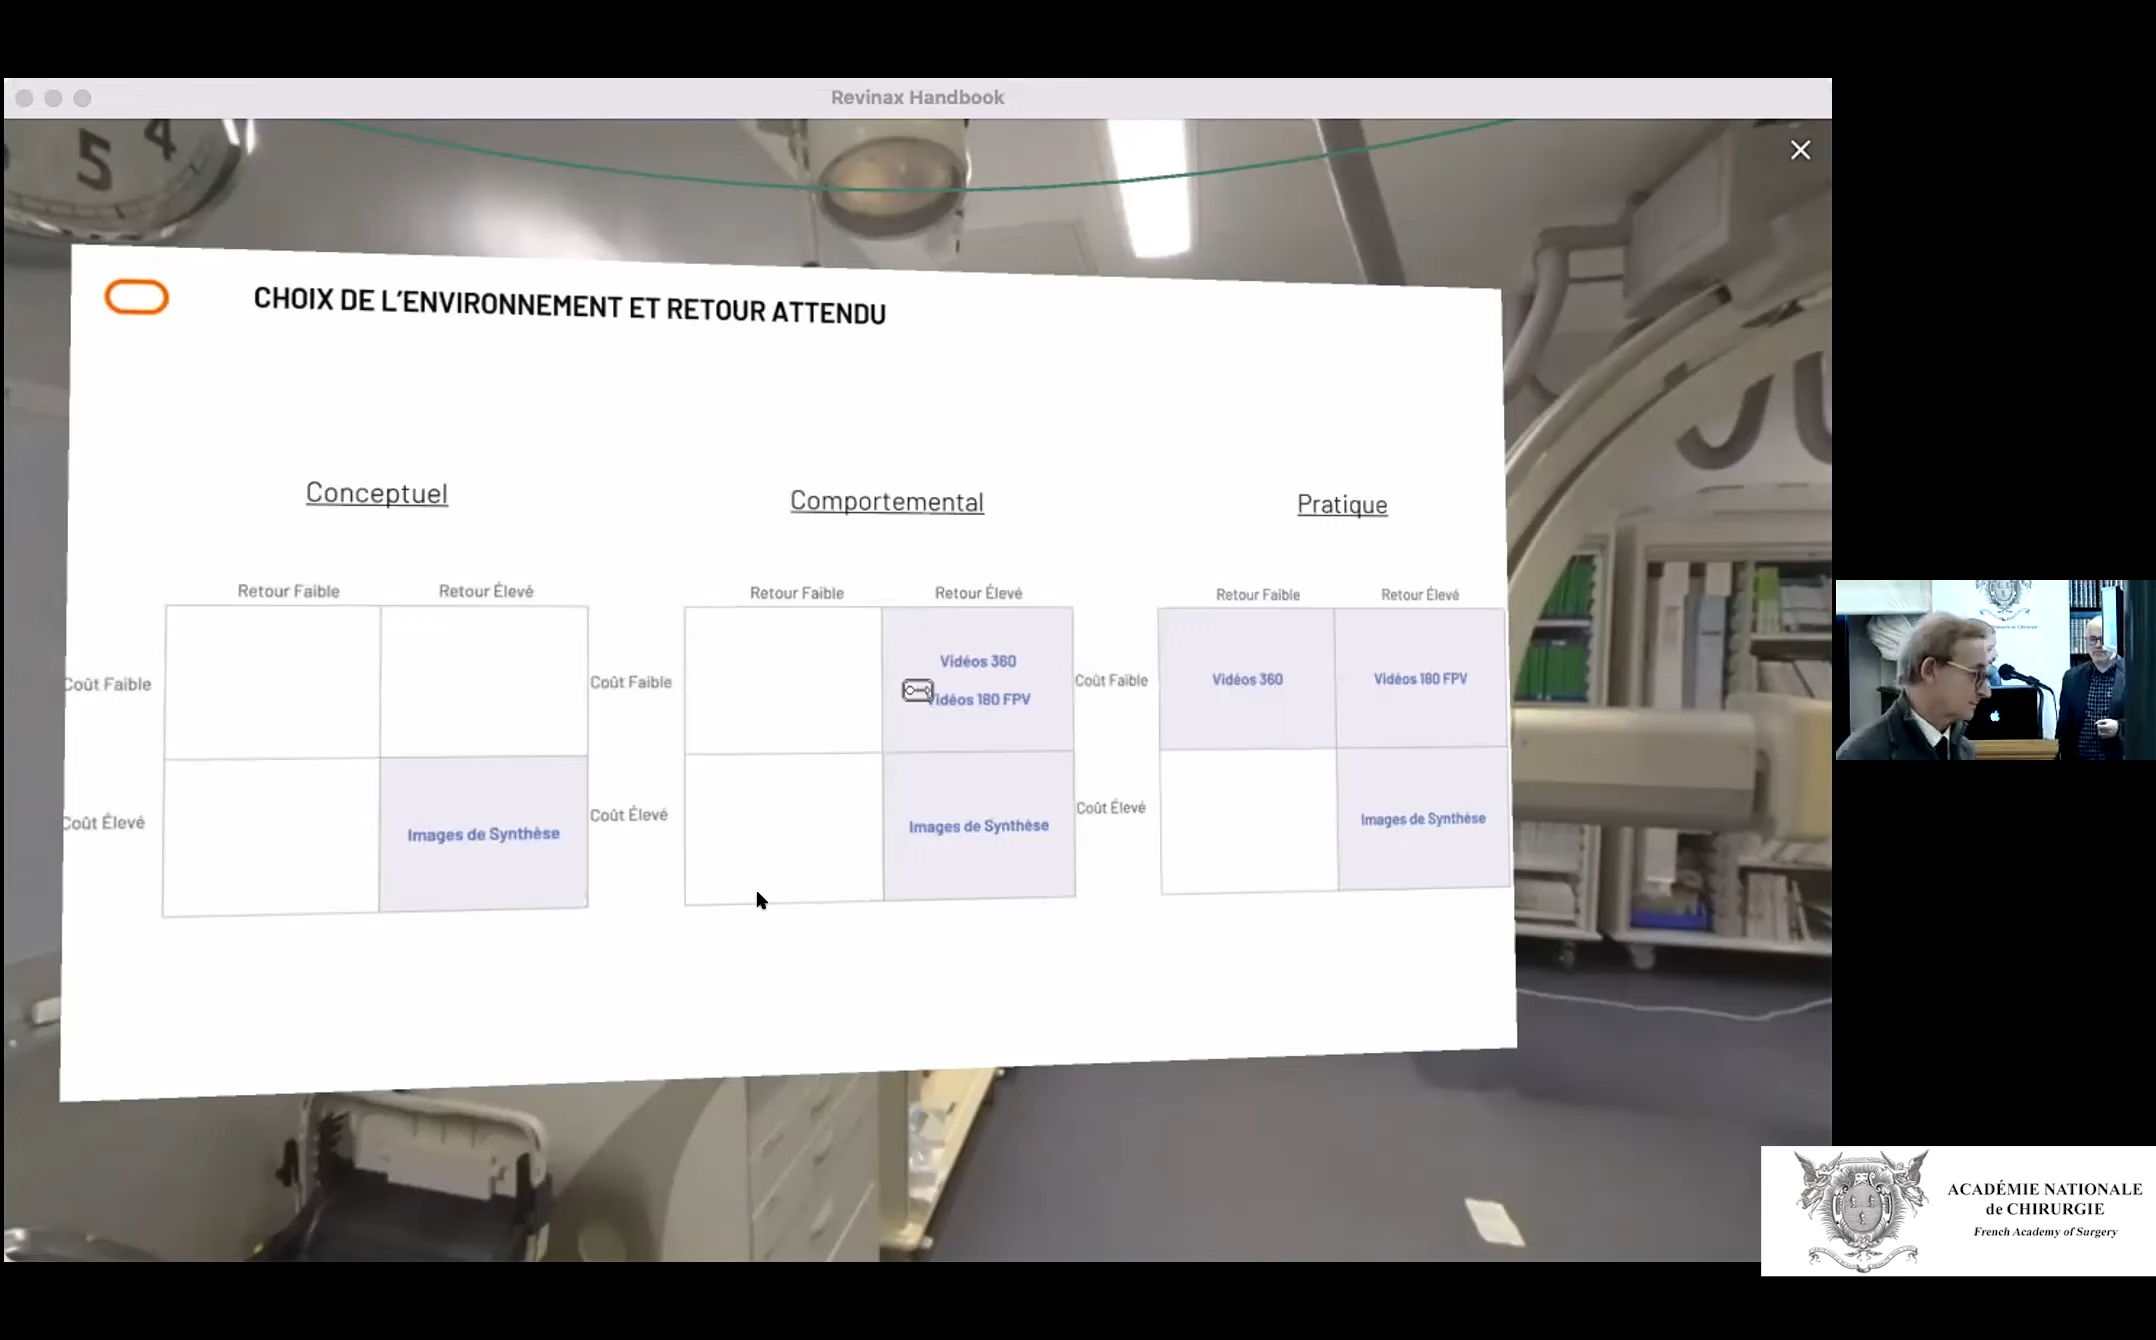 Revinax Handbook
5 4
CHOIX DE L'ENVIRONNEMENT ET RETOUR ATTENDU
Conceptuel
Comportemental
Pratique
Retour Faible
Retour Élevé
Retour Faible
Retour Élevé
Retour Faible
Retour Élevé
Coût Faible
Coût Faible
Vidéos 360
Vidéos 180 FPV
Coût Faible
Vidéos 360
Vidéos 180 FPV
Coût Élevé
Images de Synthèse
Coût Élevé
Images de Synthèse
Coût Élevé
Images de Synthèse
ACADÉMIE NATIONALE
de CHIRURGIE
French Academy of Surgery